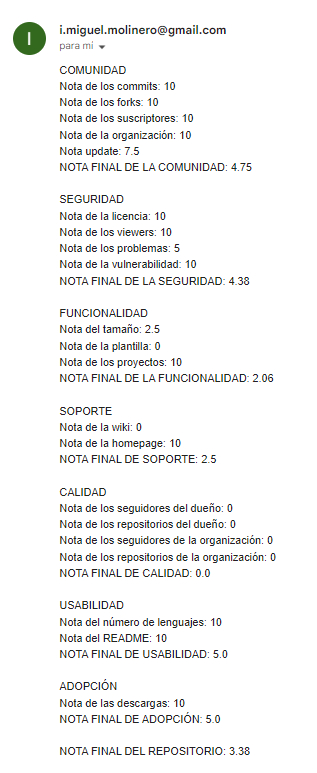 I
i.miguel.molinero@gmail.com
para mí
COMUNIDAD
Nota de los commits: 10
Nota de los forks: 10
Nota de los suscriptores: 10
Nota de la organización: 10
Nota update: 7.5
NOTA FINAL DE LA COMUNIDAD: 4.75
SEGURIDAD
Nota de la licencia: 10
Nota de los viewers: 10
Nota de los problemas: 5
Nota de la vulnerabilidad: 10
NOTA FINAL DE LA SEGURIDAD: 4.38
FUNCIONALIDAD
Nota del tamaño: 2.5
Nota de la plantilla: 0
Nota de los proyectos: 10
NOTA FINAL DE LA FUNCIONALIDAD: 2.06
SOPORTE
Nota de la wiki: 0
Nota de la homepage: 10
NOTA FINAL DE SOPORTE: 2.5
CALIDAD
Nota de los seguidores del dueño: 0
Nota de los repositorios del dueño: 0
Nota de los seguidores de la organización: 0
Nota de los repositorios de la organización: 0
NOTA FINAL DE CALIDAD: 0.0
USABILIDAD
Nota del número de lenguajes: 10
Nota del README: 10
NOTA FINAL DE USABILIDAD: 5.0
ADOPCIÓN
Nota de las descargas: 10
NOTA FINAL DE ADOPCIÓN: 5.0
NOTA FINAL DEL REPOSITORIO: 3.38